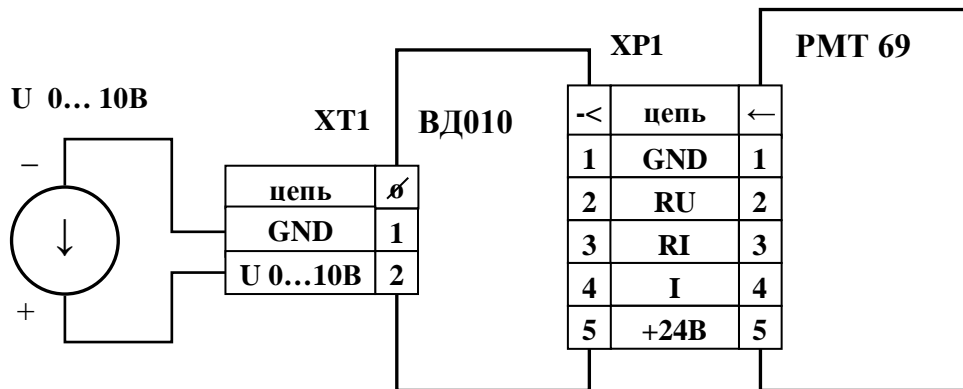 U 0… 10В
XT1
ВД010
XP1
РМТ 69
–
↓
+
цепь ø
GND 1
U 0…10В 2
-< цепь ←
1 GND 1
2 RU 2
3 RI 3
4 I 4
5 +24В 5